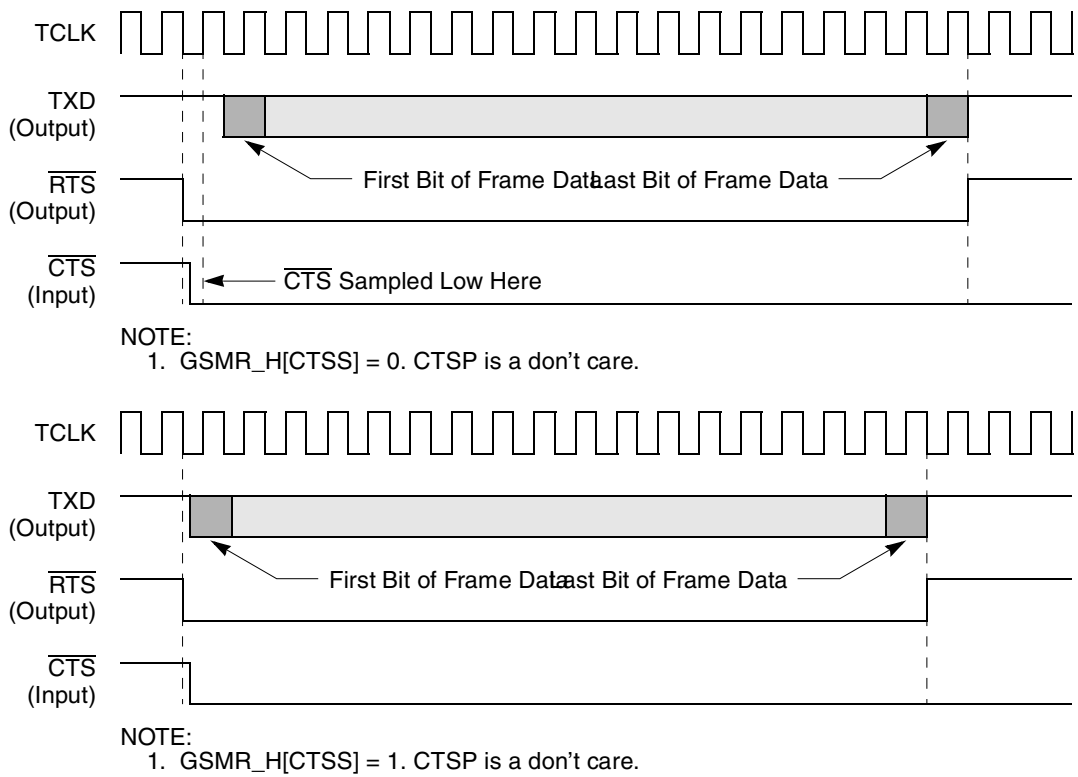 TCLK
TXD
(Output)
First Bit of Frame Data
Last Bit of Frame Data
RTS
(Output)
CTS
(Input)
CTS Sampled Low Here
NOTE:
1. GSMR_H[CTSS] = 0. CTSP is a don't care.
TCLK
TXD
(Output)
First Bit of Frame Data
Last Bit of Frame Data
RTS
(Output)
CTS
(Input)
NOTE:
1. GSMR_H[CTSS] = 1. CTSP is a don't care.